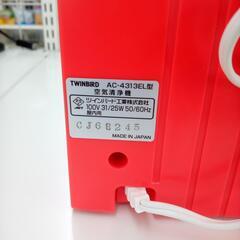 TWINBIRD AC-4313EL型
空気清浄機
ツインバード工業株式会社
100V 31/25W 50/60Hz
屋内用
CJ6E245
MADE IN JAPAN